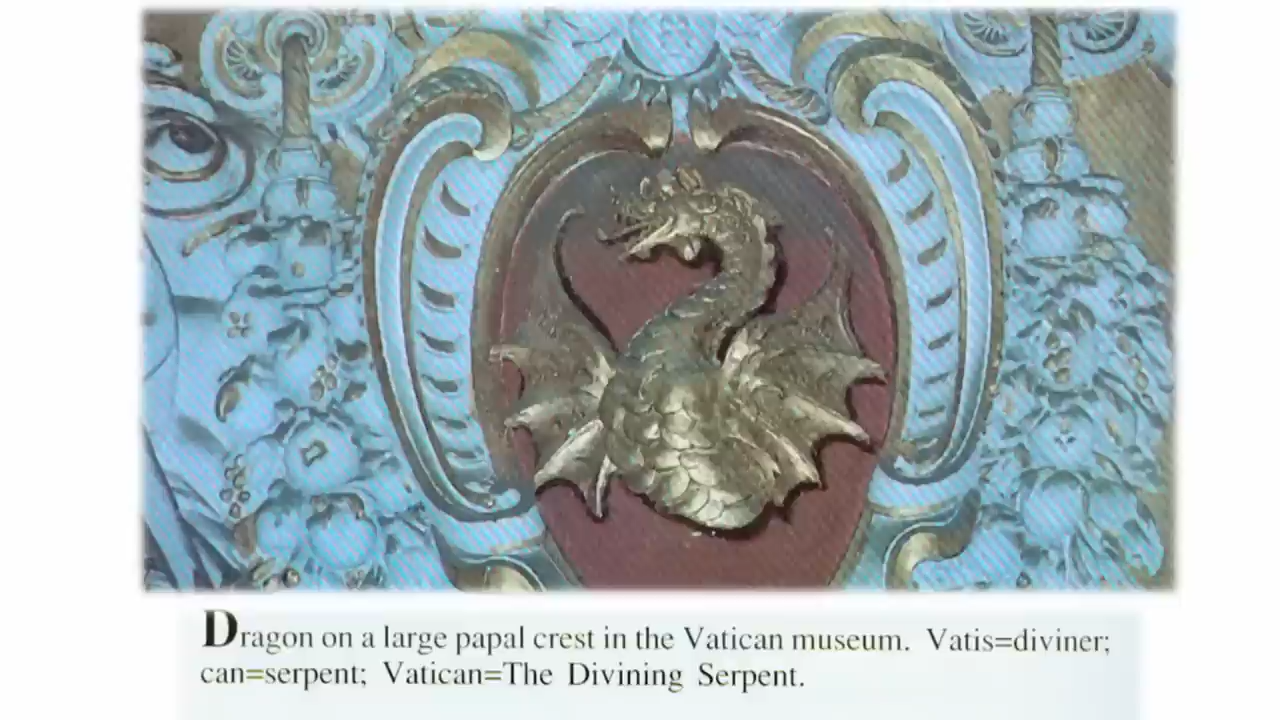 Dragon on a large papal crest in the Vatican museum. Vatis=diviner;
can=serpent; Vatican=The Divining Serpent.